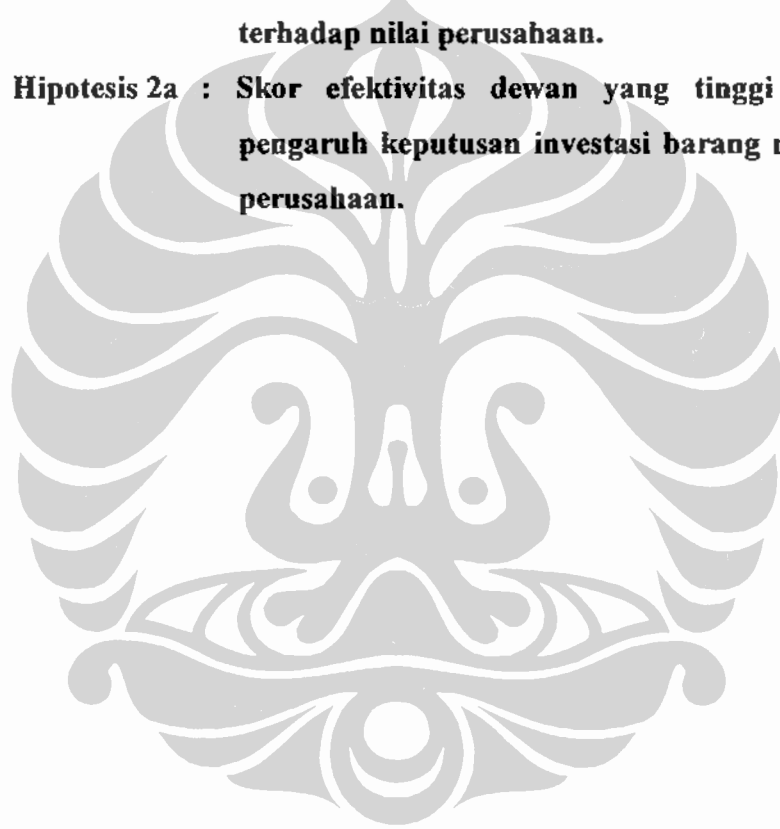 terhadap nilai perusahaan.
Hipotesis 2a : Skor efektivitas dewan yang tinggi
pengaruh keputusan investasi barang
perusahaan.